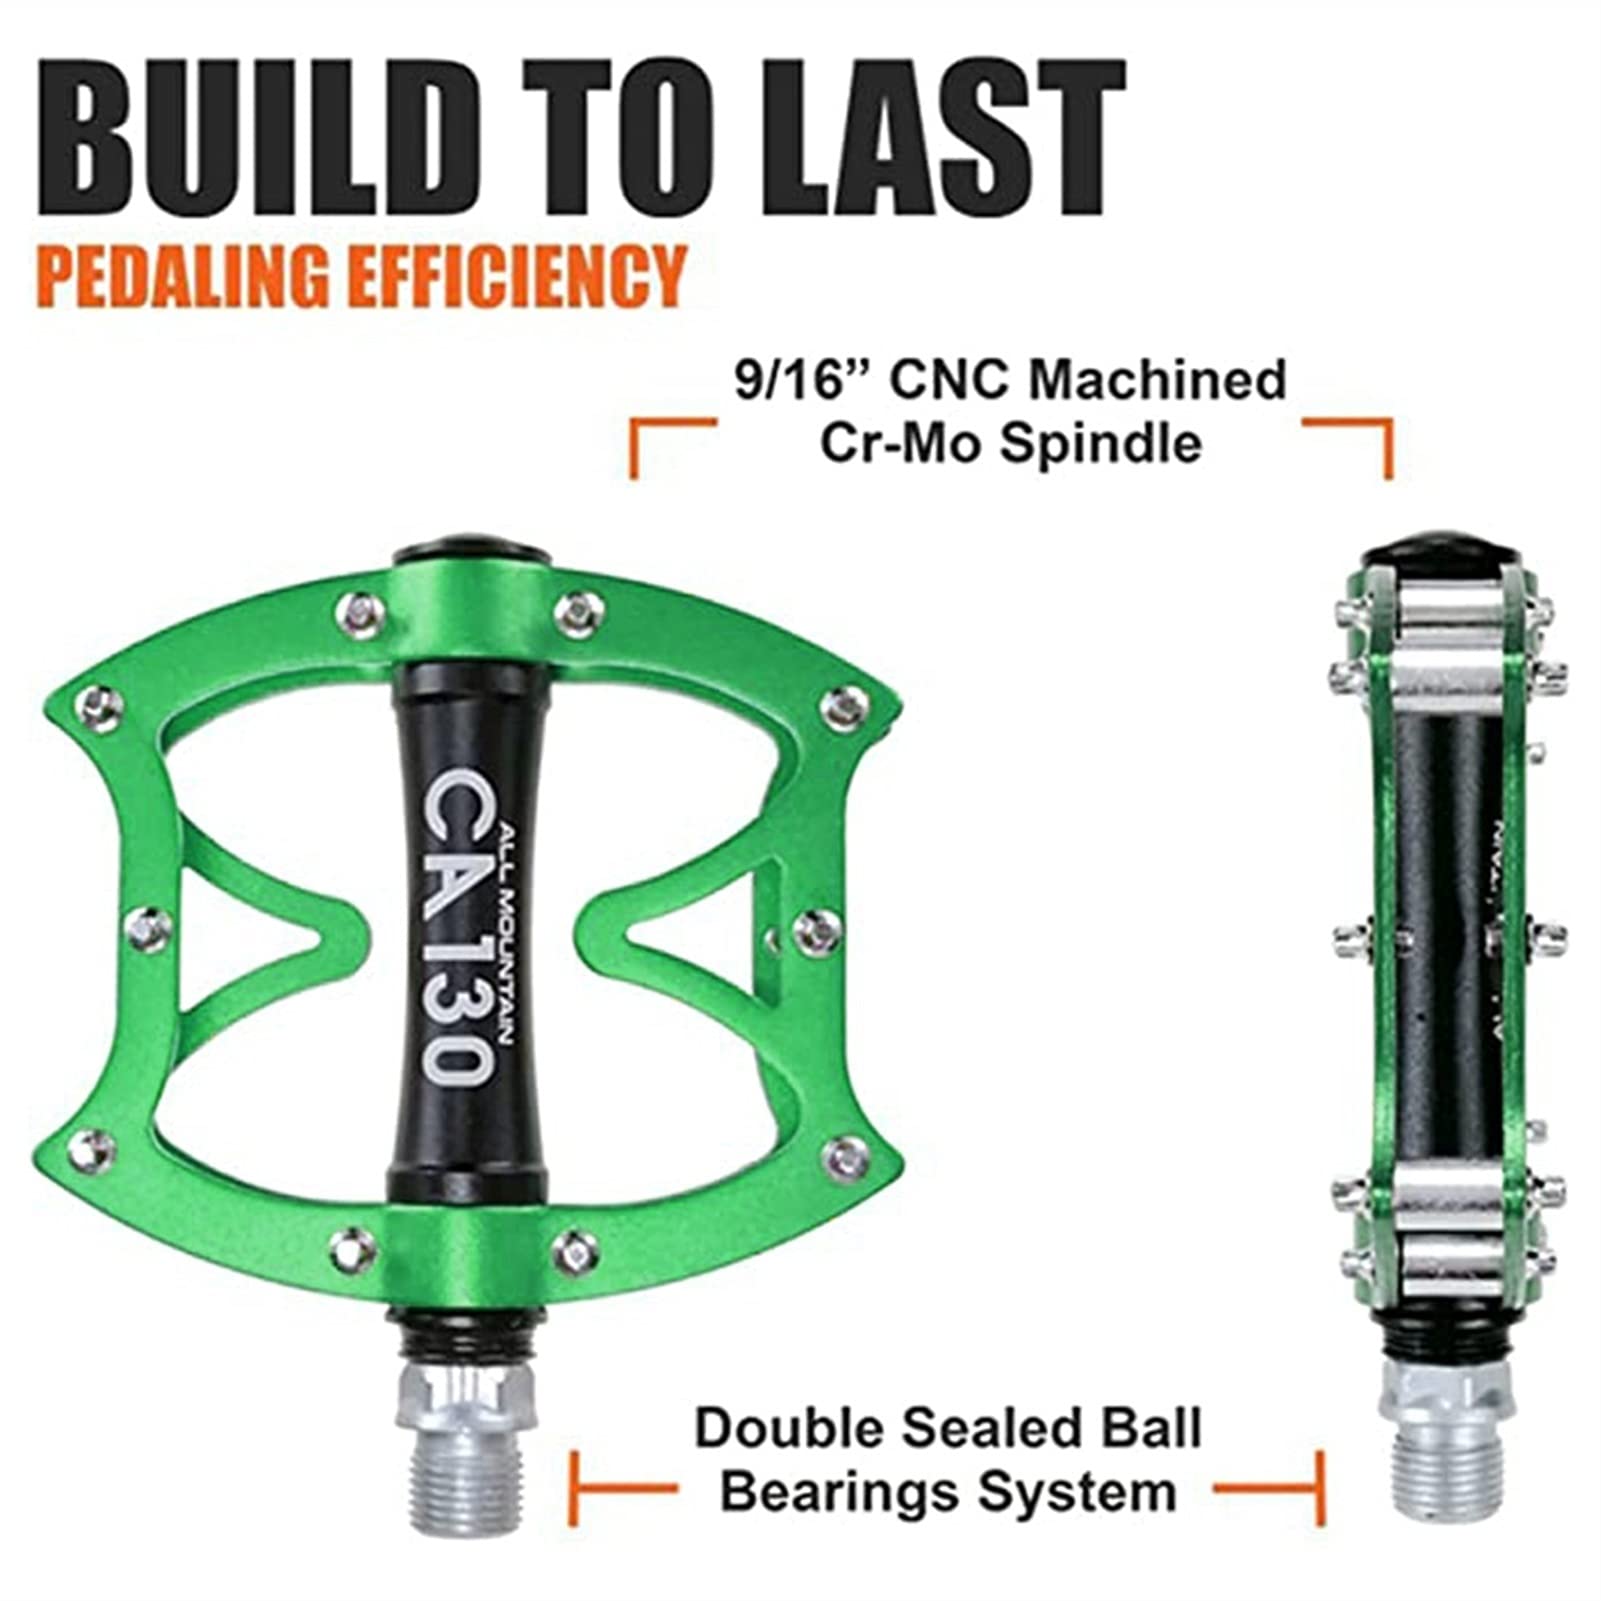 BUILD TO LAST
PEDALING EFFICIENCY
9/16” CNC Machined
Cr-Mo Spindle
CA130
ALL MOUNTAIN
Double Sealed Ball
Bearings System